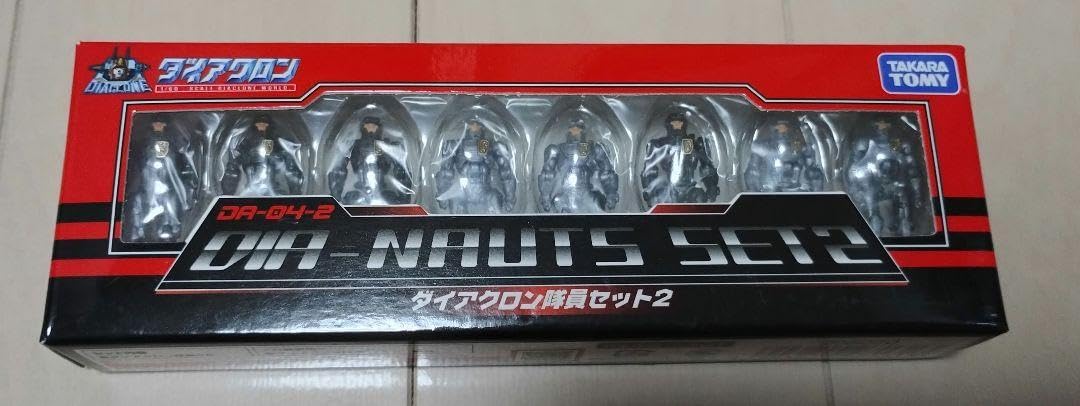 DIACLONE
ダイアクロン
1/60 SCALE DIACLONE WORLD
TAKARA TOMY
DA-04-2
DIA-NAUTS SET2
ダイアクロン隊員セット2